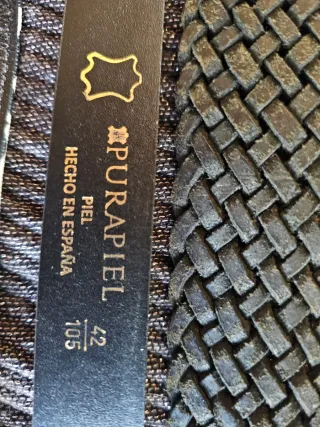 PURAPIEL
PIEL
HECHO EN ESPAÑA
42
105